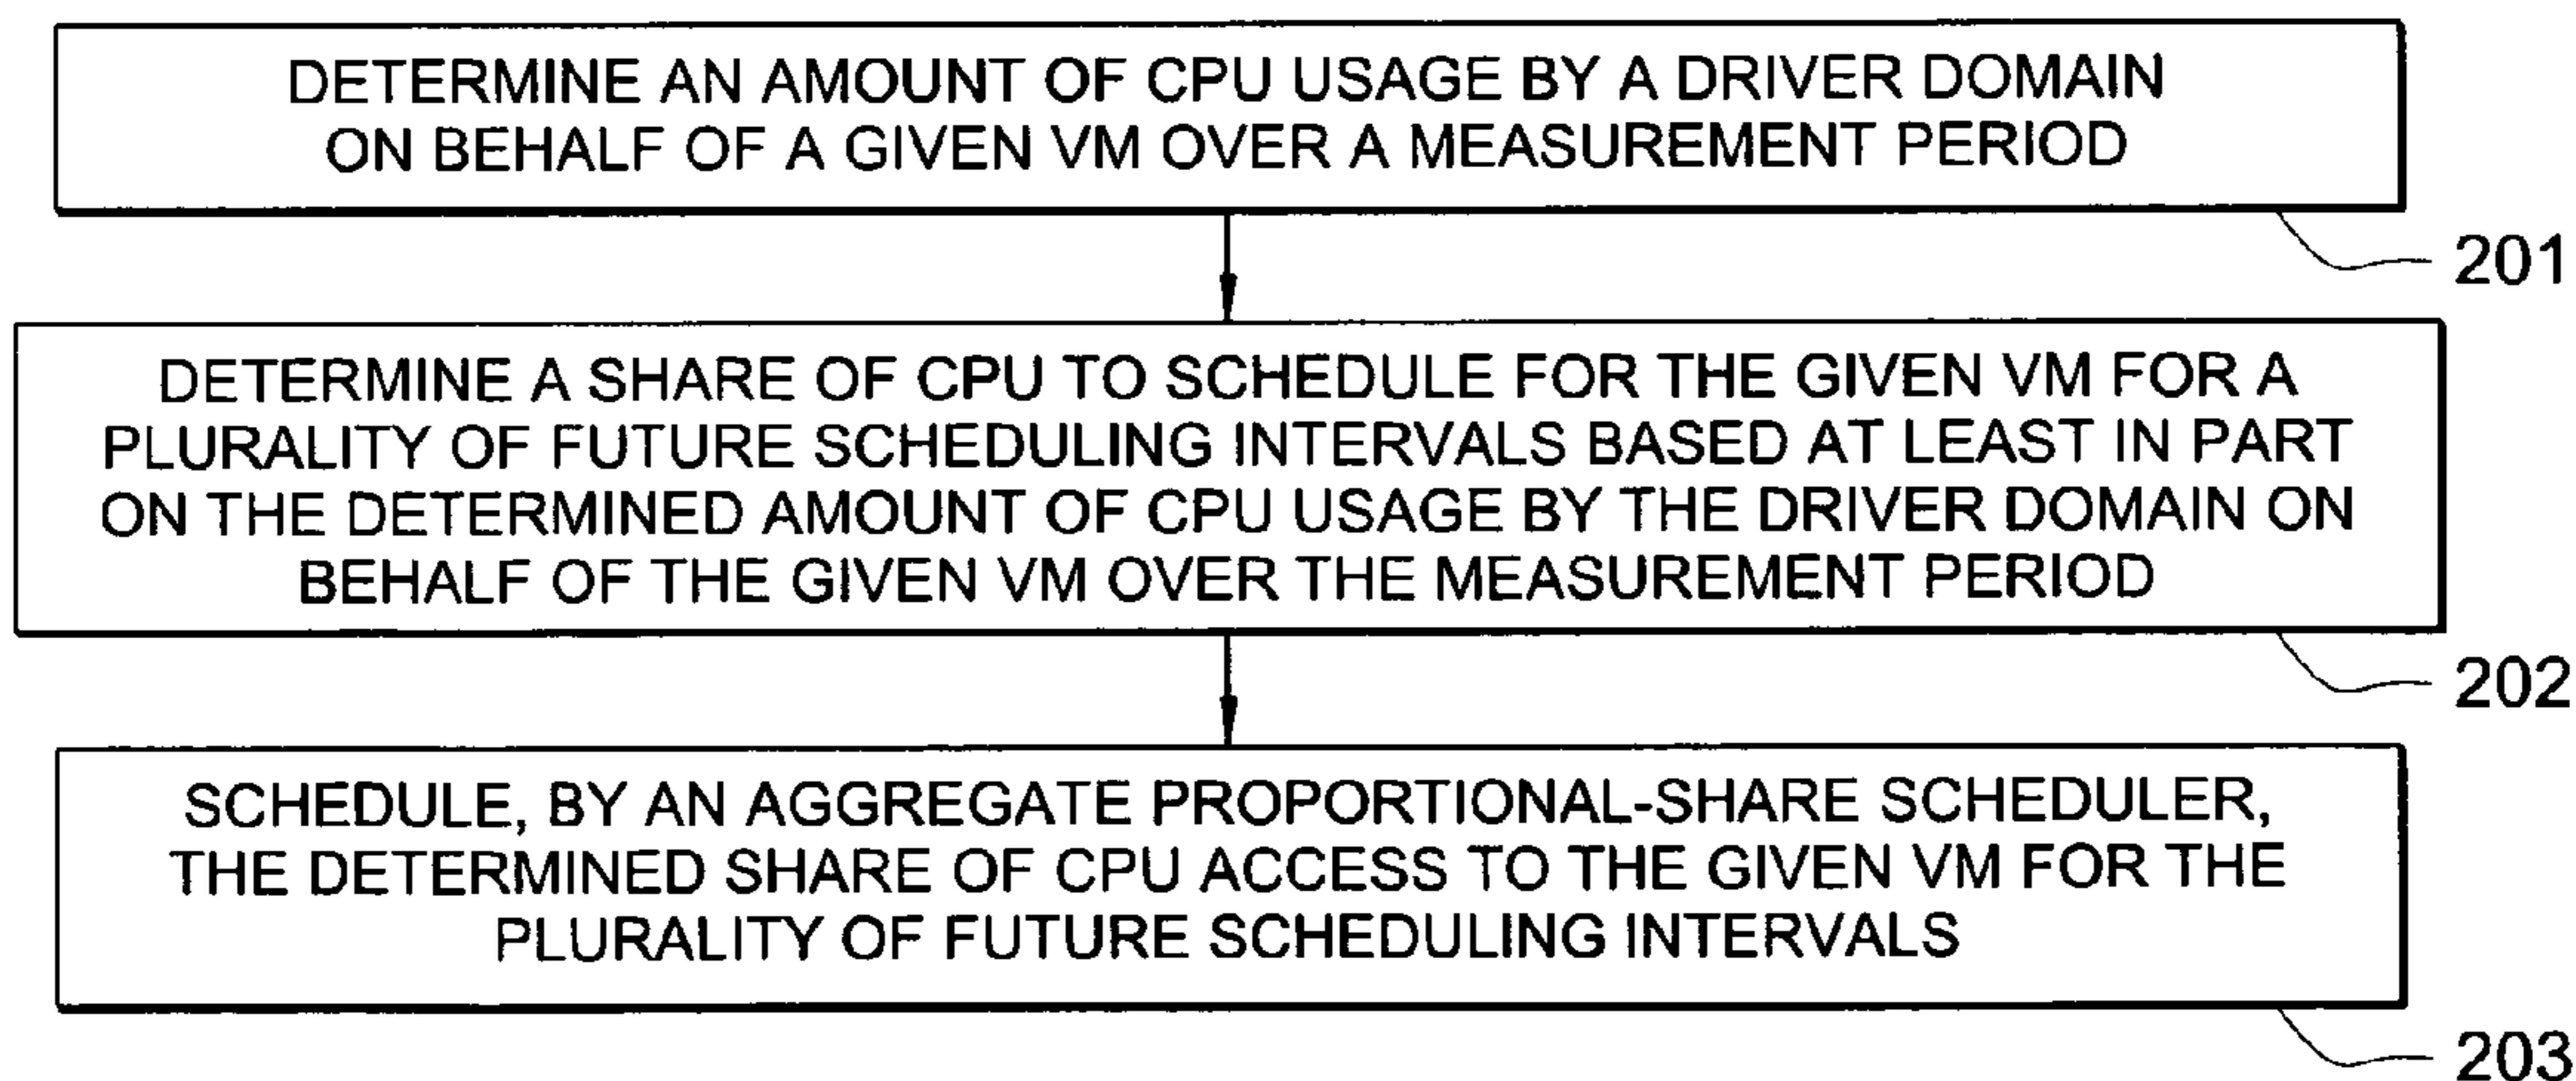 DETERMINE AN AMOUNT OF CPU USAGE BY A DRIVER DOMAIN
ON BEHALF OF A GIVEN VM OVER A MEASUREMENT PERIOD
201
DETERMINE A SHARE OF CPU TO SCHEDULE FOR THE GIVEN VM FOR A
PLURALITY OF FUTURE SCHEDULING INTERVALS BASED AT LEAST IN PART
ON THE DETERMINED AMOUNT OF CPU USAGE BY THE DRIVER DOMAIN ON
BEHALF OF THE GIVEN VM OVER THE MEASUREMENT PERIOD
202
SCHEDULE, BY AN AGGREGATE PROPORTIONAL-SHARE SCHEDULER,
THE DETERMINED SHARE OF CPU ACCESS TO THE GIVEN VM FOR THE
PLURALITY OF FUTURE SCHEDULING INTERVALS
203